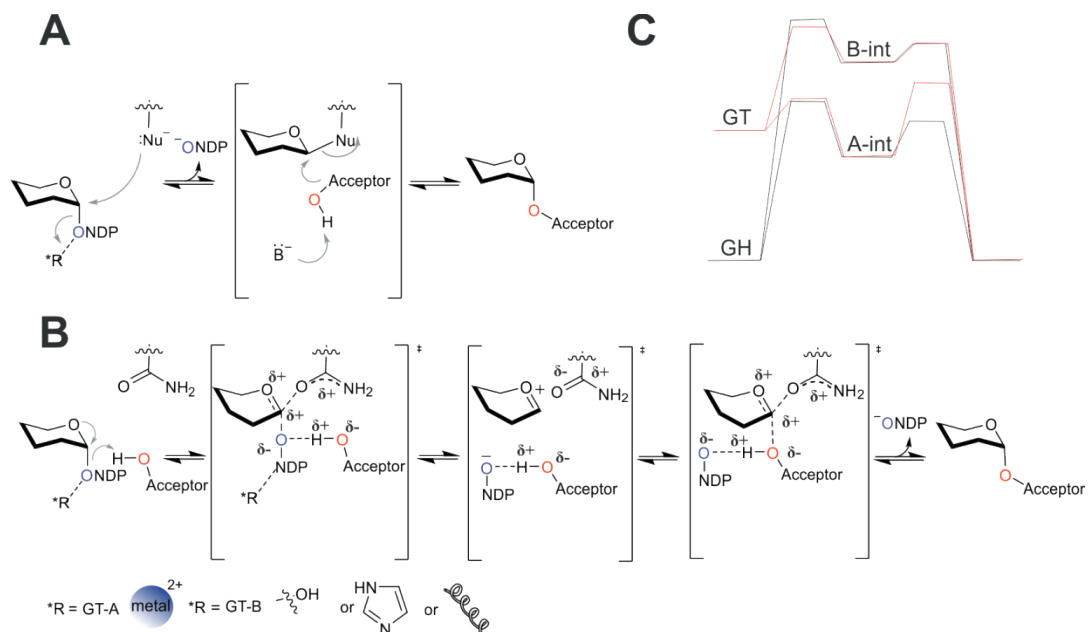 A
:Nu−
−ONDP
O
ONDP
*R
O
Nu
Acceptor
O
H
B̈−
O
O
Acceptor
C
B-int
GT
A-int
GH
B
O
NH2
O
H O
ONDP
Acceptor
*R
‡
δ+
O
O
NH2
δ+
δ+
δ+
δ-
δ- O H O
NDP
Acceptor
*R
‡
δ- δ+
O
NH2
O
+
−
δ+
O H O δ-
NDP
Acceptor
‡
δ+
O
O
NH2
δ+
δ+
δ-
δ+
O H O
δ-
NDP
Acceptor
−ONDP
O
O
Acceptor
*R = GT-A metal 2+ *R = GT-B OH or HN N or